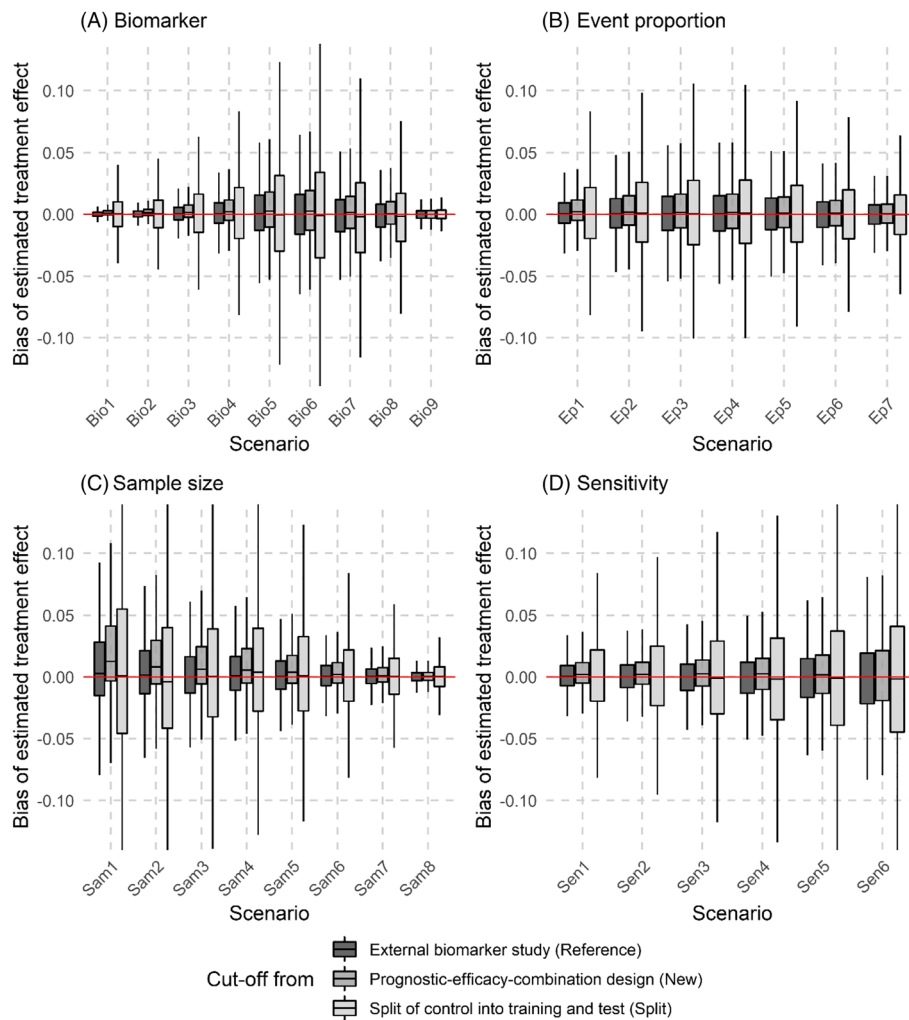 (A) Biomarker
Bias of estimated treatment effect
0.10
0.05
0.00
-0.05
-0.10
Bio1 Bio2 Bio3 Bio4 Bio5 Bio6 Bio7 Bio8 Bio9
Scenario
(B) Event proportion
Bias of estimated treatment effect
0.10
0.05
0.00
-0.05
-0.10
Ep1 Ep2 Ep3 Ep4 Ep5 Ep6 Ep7
Scenario
(C) Sample size
Bias of estimated treatment effect
0.10
0.05
0.00
-0.05
-0.10
Sam1 Sam2 Sam3 Sam4 Sam5 Sam6 Sam7 Sam8
Scenario
(D) Sensitivity
Bias of estimated treatment effect
0.10
0.05
0.00
-0.05
-0.10
Sen1 Sen2 Sen3 Sen4 Sen5 Sen6
Scenario
Cut-off from
External biomarker study (Reference)
Prognostic-efficacy-combination design (New)
Split of control into training and test (Split)